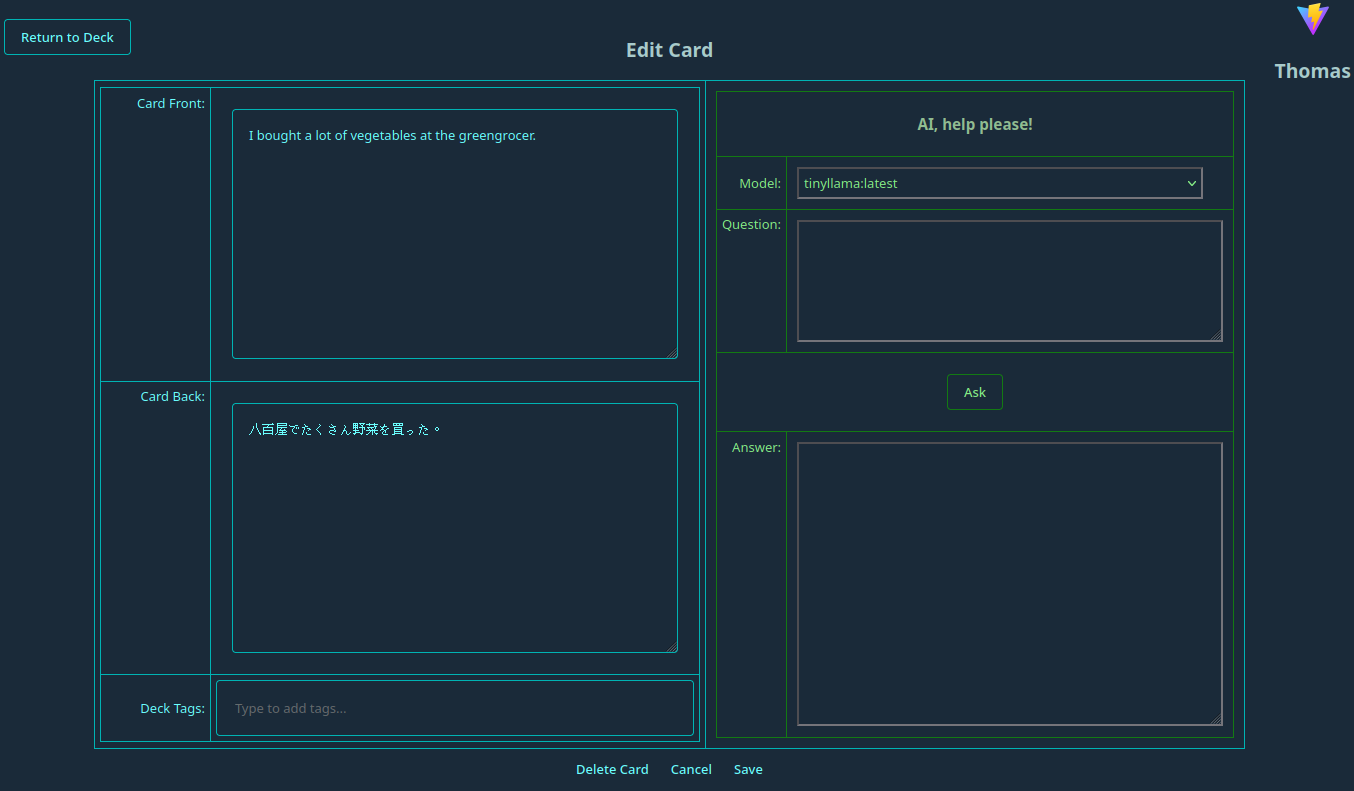 Return to Deck
Edit Card
Thomas
Card Front:
I bought a lot of vegetables at the greengrocer.
Card Back:
八百屋でたくさん野菜を買った。
Deck Tags:
Type to add tags...
AI, help please!
Model:
tinyllama:latest
Question:
Ask
Answer:
Delete Card
Cancel
Save